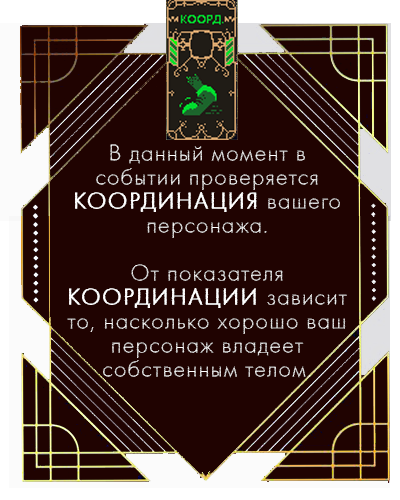 КООРД.
В данный момент в
событии проверяется
КООРДИНАЦИЯ вашего
персонажа.
От показателя
КООРДИНАЦИИ зависит
то, насколько хорошо ваш
персонаж владеет
собственным телом.